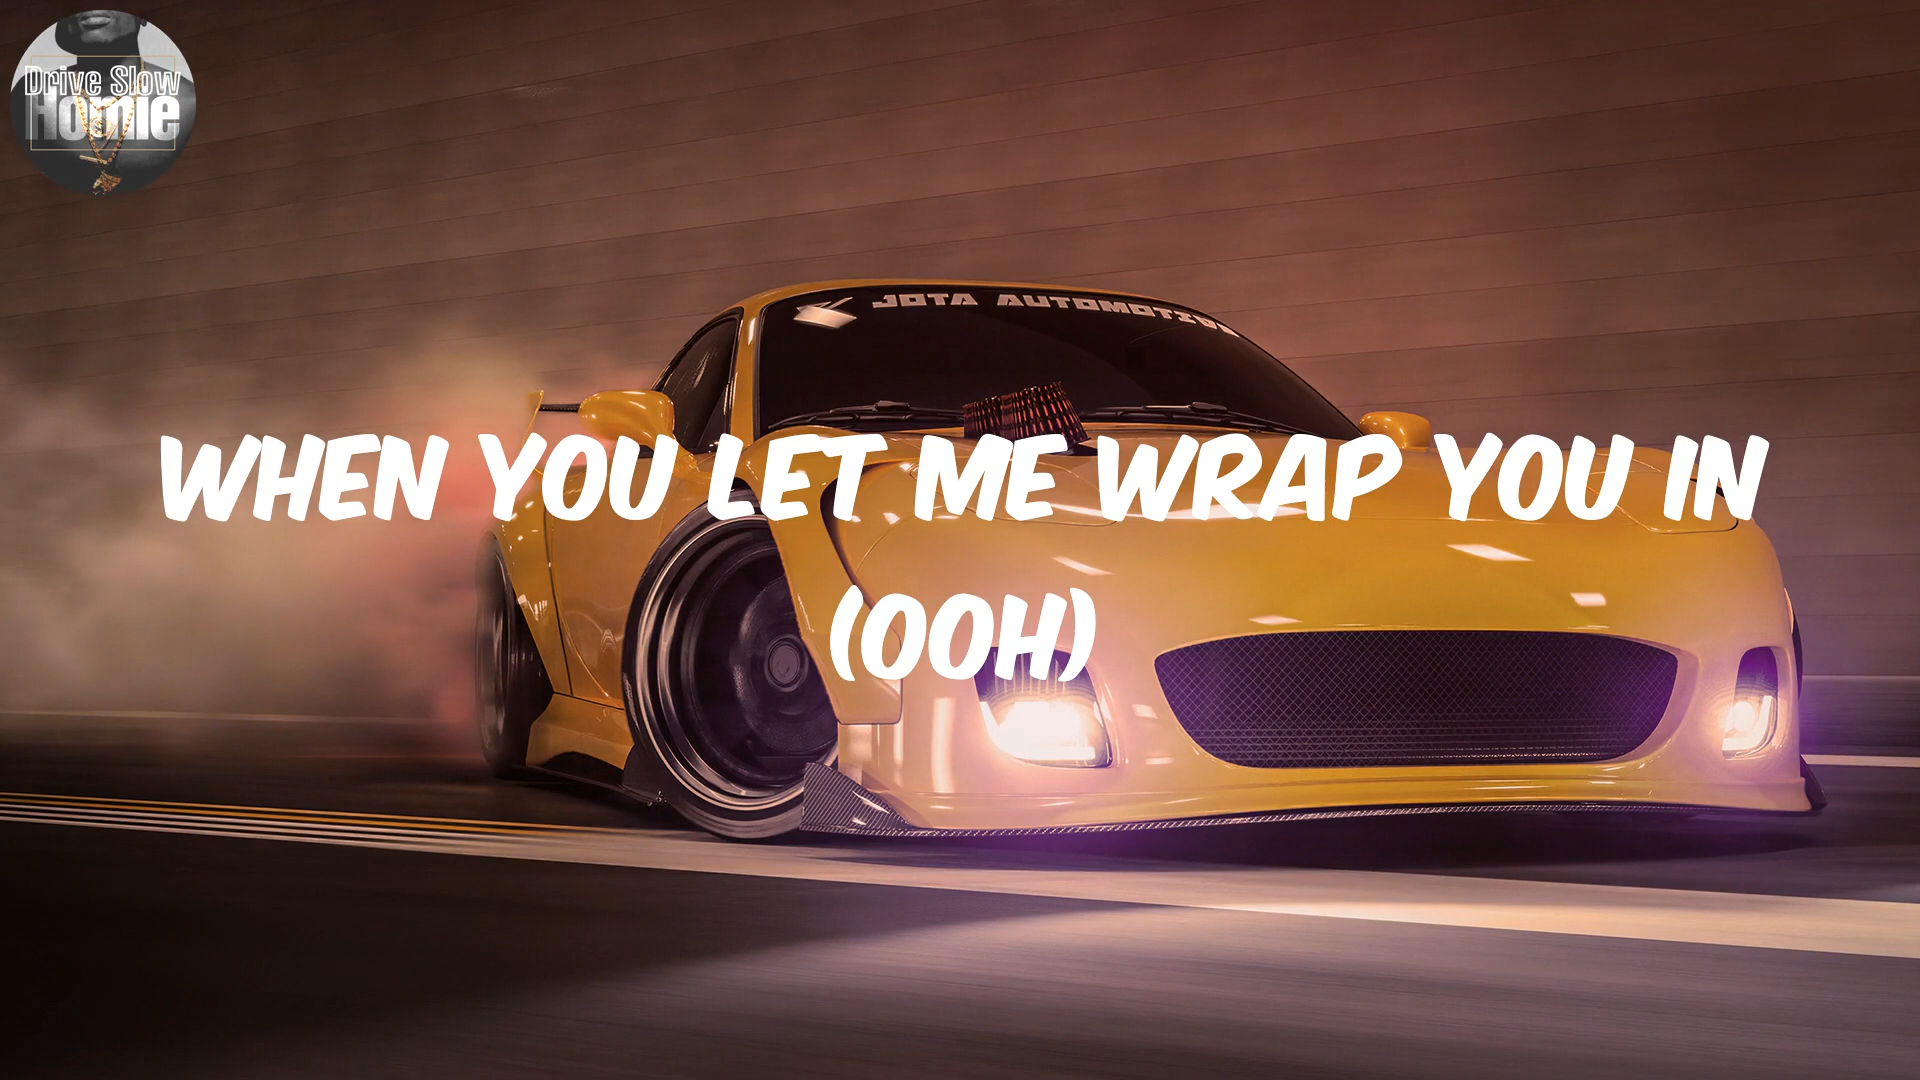 Drive Slow
Homie
JOTA AUTOMOTIVE
WHEN YOU LET ME WRAP YOU IN
(OOH)